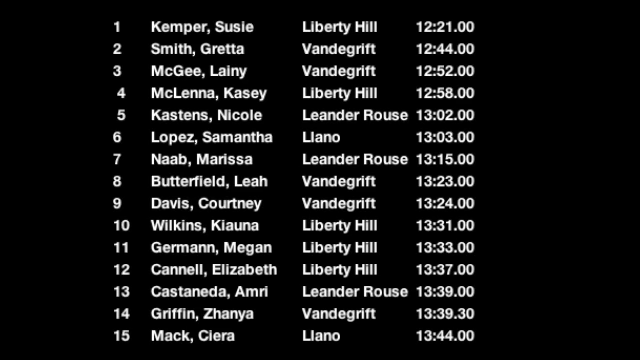 1 Kemper, Susie Liberty Hill 12:21.00
2 Smith, Gretta Vandegrift 12:44.00
3 McGee, Lainy Vandegrift 12:52.00
4 McLenna, Kasey Liberty Hill 12:58.00
5 Kastens, Nicole Leander Rouse 13:02.00
6 Lopez, Samantha Llano 13:03.00
7 Naab, Marissa Leander Rouse 13:15.00
8 Butterfield, Leah Vandegrift 13:23.00
9 Davis, Courtney Vandegrift 13:24.00
10 Wilkins, Kiauna Liberty Hill 13:31.00
11 Germann, Megan Liberty Hill 13:33.00
12 Cannell, Elizabeth Liberty Hill 13:37.00
13 Castaneda, Amri Leander Rouse 13:39.00
14 Griffin, Zhanya Vandegrift 13:39.30
15 Mack, Ciera Llano 13:44.00